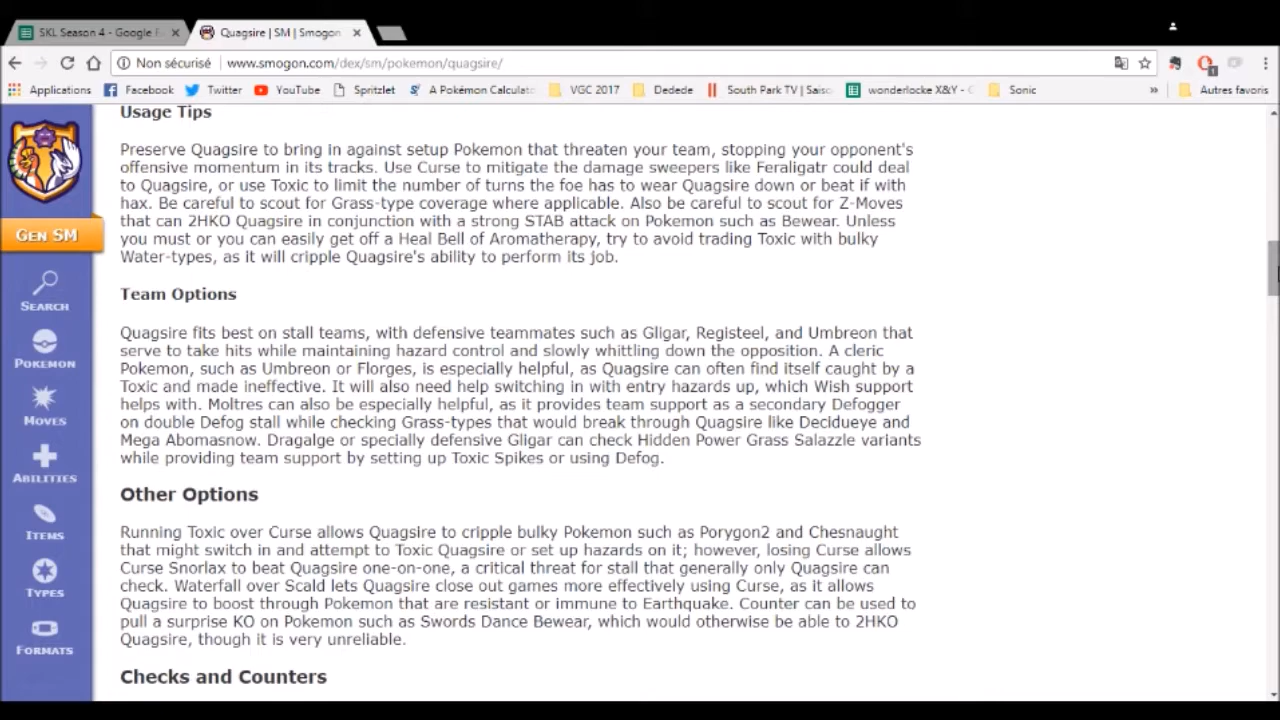 SKL Season 4 - Google F
Quagsire | SM | Smogon
Non sécurisé
www.smogon.com/dex/sm/pokemon/quagsire/
Applications
Facebook
Twitter
YouTube
Spritzlet
A Pokémon Calculato
VGC 2017
Dedede
South Park TV | Saiso
wonderlocke X&Y - G
Sonic
»
Autres favoris
GEN SM
SEARCH
POKEMON
MOVES
ABILITIES
ITEMS
TYPES
FORMATS
Usage Tips
Preserve Quagsire to bring in against setup Pokemon that threaten your team, stopping your opponent's
offensive momentum in its tracks. Use Curse to mitigate the damage sweepers like Feraligatr could deal
to Quagsire, or use Toxic to limit the number of turns the foe has to wear Quagsire down or beat if with
hax. Be careful to scout for Grass-type coverage where applicable. Also be careful to scout for Z-Moves
that can 2HKO Quagsire in conjunction with a strong STAB attack on Pokemon such as Bewear. Unless
you must or you can easily get off a Heal Bell of Aromatherapy, try to avoid trading Toxic with bulky
Water-types, as it will cripple Quagsire's ability to perform its job.
Team Options
Quagsire fits best on stall teams, with defensive teammates such as Gligar, Registeel, and Umbreon that
serve to take hits while maintaining hazard control and slowly whittling down the opposition. A cleric
Pokemon, such as Umbreon or Florges, is especially helpful, as Quagsire can often find itself caught by a
Toxic and made ineffective. It will also need help switching in with entry hazards up, which Wish support
helps with. Moltres can also be especially helpful, as it provides team support as a secondary Defogger
on double Defog stall while checking Grass-types that would break through Quagsire like Decidueye and
Mega Abomasnow. Dragalge or specially defensive Gligar can check Hidden Power Grass Salazzle variants
while providing team support by setting up Toxic Spikes or using Defog.
Other Options
Running Toxic over Curse allows Quagsire to cripple bulky Pokemon such as Porygon2 and Chesnaught
that might switch in and attempt to Toxic Quagsire or set up hazards on it; however, losing Curse allows
Curse Snorlax to beat Quagsire one-on-one, a critical threat for stall that generally only Quagsire can
check. Waterfall over Scald lets Quagsire close out games more effectively using Curse, as it allows
Quagsire to boost through Pokemon that are resistant or immune to Earthquake. Counter can be used to
pull a surprise KO on Pokemon such as Swords Dance Bewear, which would otherwise be able to 2HKO
Quagsire, though it is very unreliable.
Checks and Counters